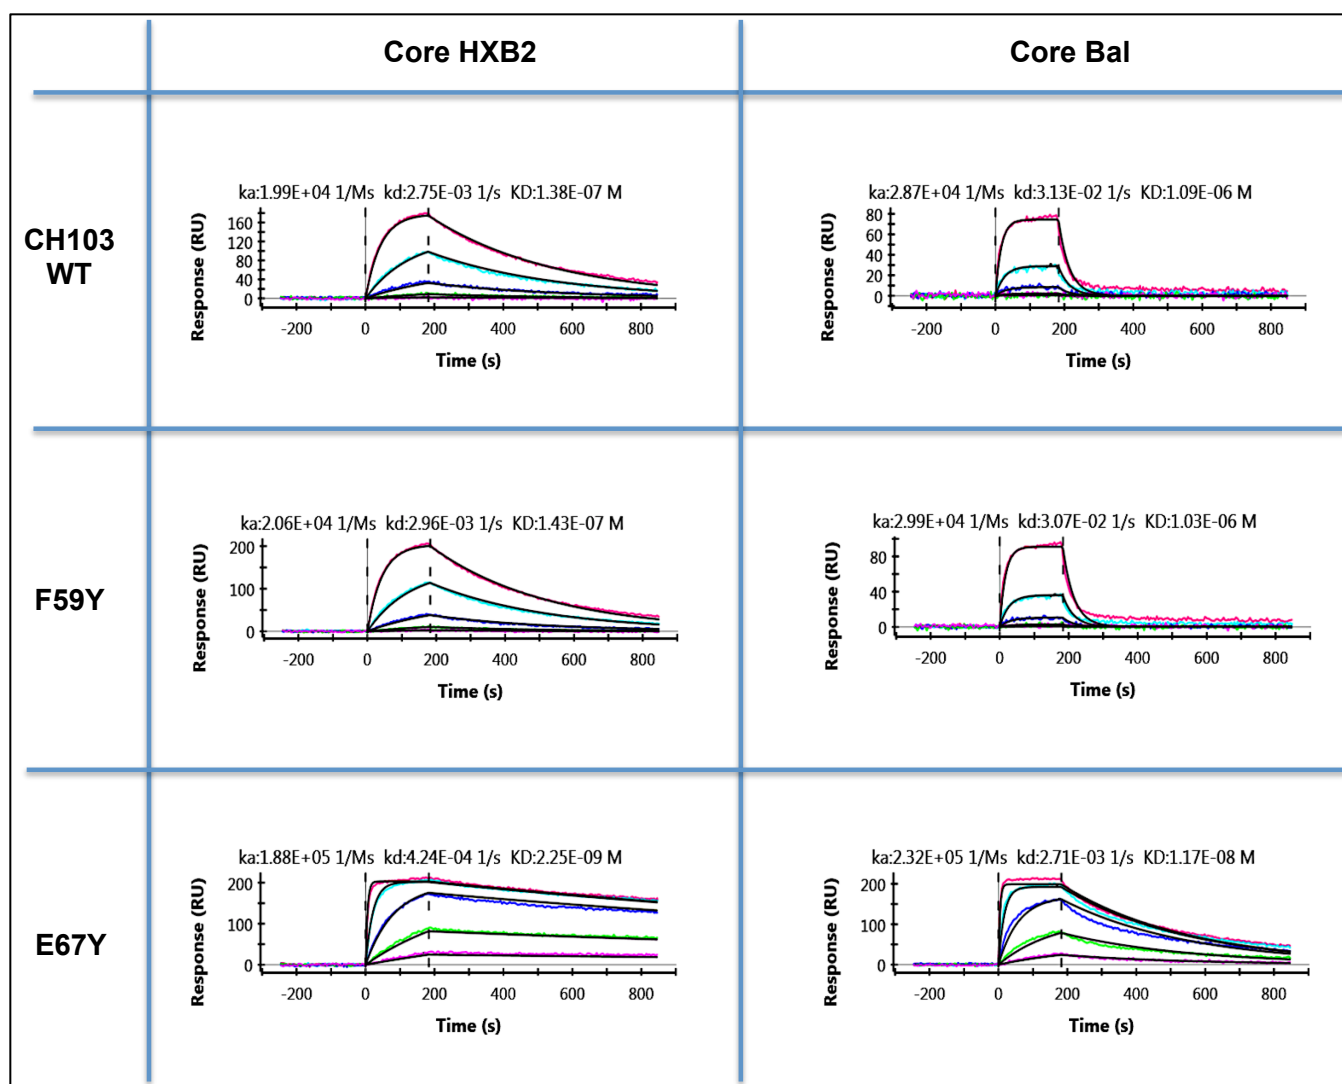 Core HXB2
Core Bal
CH103
WT
ka:1.99E+04 1/Ms kd:2.75E-03 1/s KD:1.38E-07 M
Response (RU)
160
120
80
40
0
-200 0 200 400 600 800
Time (s)
ka:2.87E+04 1/Ms kd:3.13E-02 1/s KD:1.09E-06 M
Response (RU)
80
60
40
20
0
-200 0 200 400 600 800
Time (s)
F59Y
ka:2.06E+04 1/Ms kd:2.96E-03 1/s KD:1.43E-07 M
Response (RU)
200
100
0
-200 0 200 400 600 800
Time (s)
ka:2.99E+04 1/Ms kd:3.07E-02 1/s KD:1.03E-06 M
Response (RU)
80
40
0
-200 0 200 400 600 800
Time (s)
E67Y
ka:1.88E+05 1/Ms kd:4.24E-04 1/s KD:2.25E-09 M
Response (RU)
200
100
0
-200 0 200 400 600 800
Time (s)
ka:2.32E+05 1/Ms kd:2.71E-03 1/s KD:1.17E-08 M
Response (RU)
200
100
0
-200 0 200 400 600 800
Time (s)